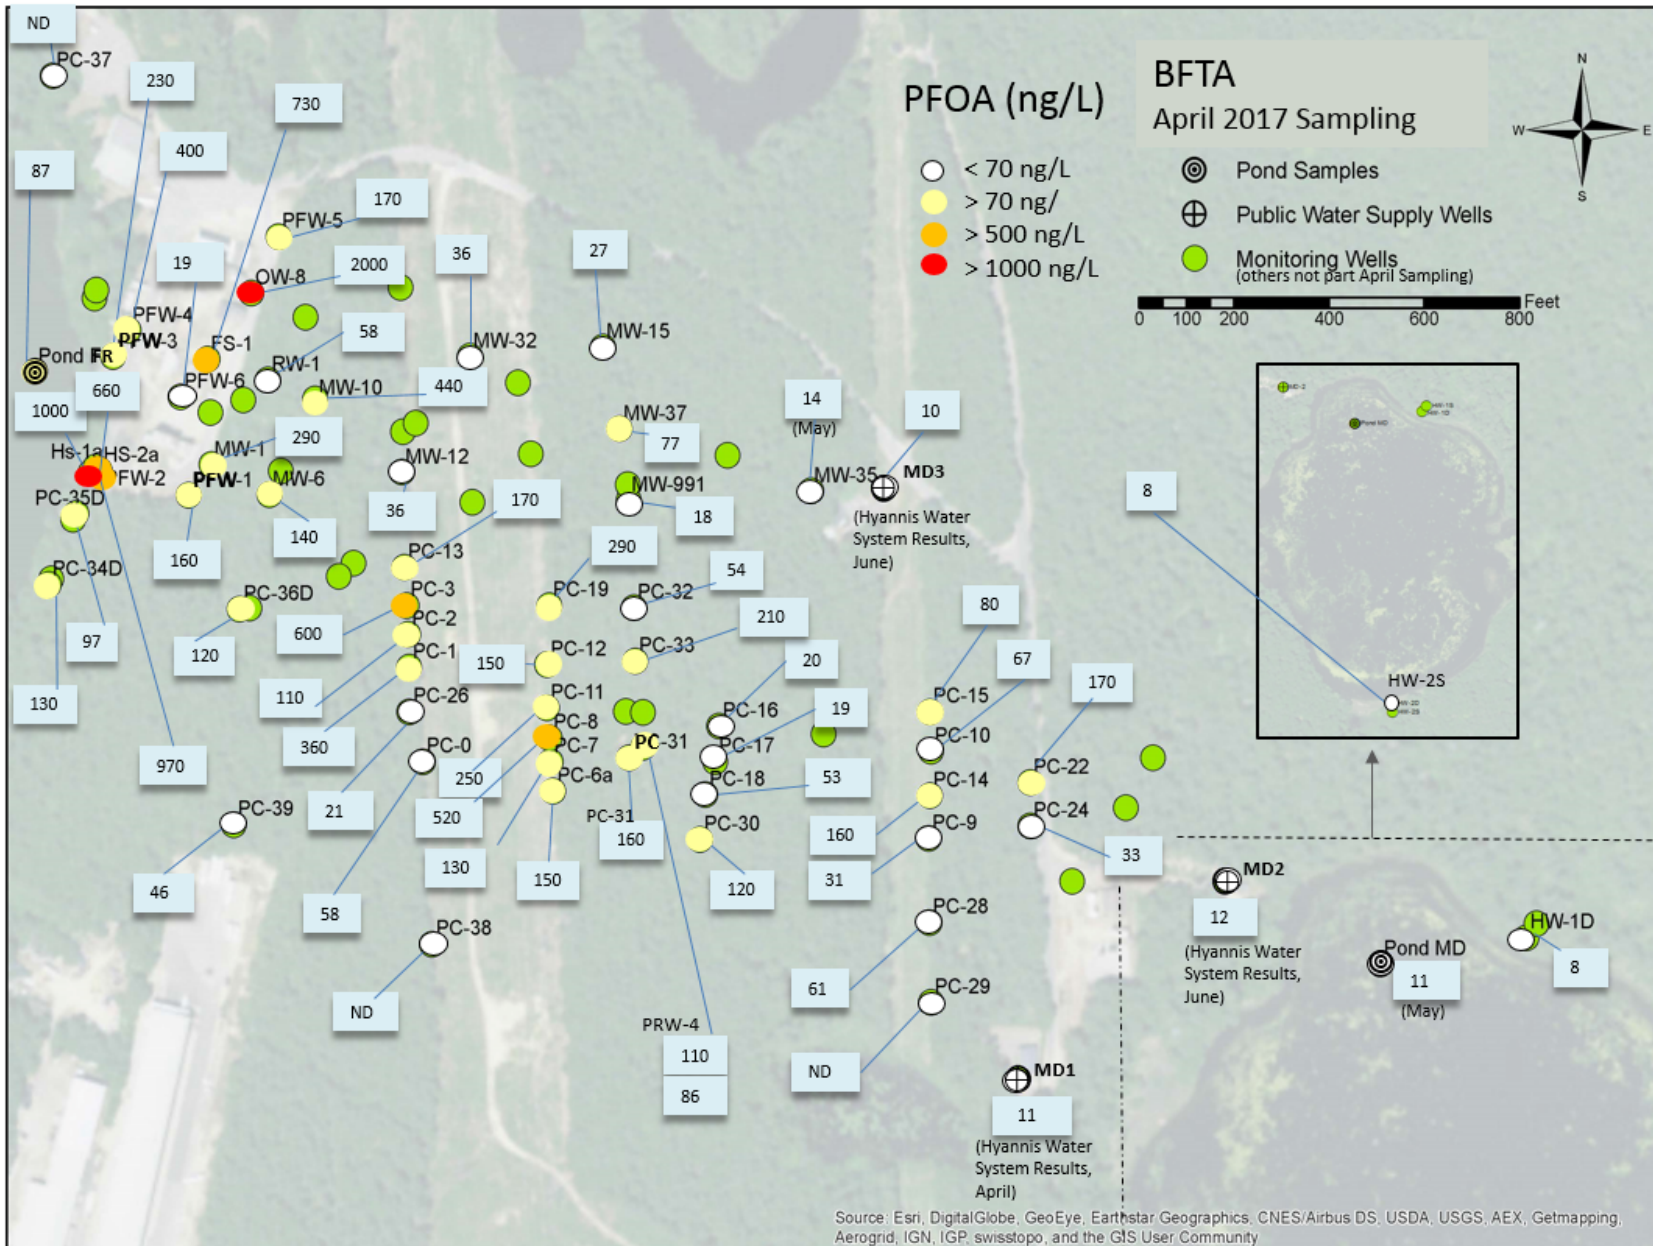 ND
PC-37
230
730
400
87
170
PFW-5
19
2000
OW-8
36
27
PFOA (ng/L)
< 70 ng/L
> 70 ng/
> 500 ng/L
> 1000 ng/L
BFTA
April 2017 Sampling
Pond Samples
Public Water Supply Wells
Monitoring Wells
(others not part April Sampling)
Feet
0 100 200 400 600 800
N
W E
S
PFW-4
PFW-3
Pond FR
FS-1
58
RW-1
MW-32
MW-15
660
1000
PFW-6
MW-10
440
14
(May)
10
MW-37
77
290
Hs-1a
HS-2a
PFW-2
MW-1
PFW-1
MW-6
MW-12
MW-991
18
MW-35
MD3
(Hyannis Water
System Results,
June)
8
PC-35D
36
170
160
140
290
PC-13
PC-34D
PC-36D
PC-3
600
PC-2
PC-19
PC-32
54
80
97
120
PC-1
150
PC-12
PC-33
210
67
130
110
PC-26
PC-11
20
170
PC-15
360
PC-8
PC-16
19
970
PC-0
250
PC-7
PC-31
PC-17
PC-10
PC-6a
PC-18
53
PC-14
PC-22
21
520
PC-31
PC-39
PC-30
160
PC-9
PC-24
33
46
130
150
160
120
31
58
PC-38
PC-28
ND
61
PC-29
PRW-4
110
86
ND
MD1
11
(Hyannis Water
System Results,
April)
MD-2
HW-1S
HW-1D
Pond MD
HW-2S
HW-2D
HW-2S
MD2
12
(Hyannis Water
System Results,
June)
Pond MD
11
(May)
HW-1D
8
Source: Esri, DigitalGlobe, GeoEye, Earthstar Geographics, CNES/Airbus DS, USDA, USGS, AEX, Getmapping,
Aerogrid, IGN, IGP, swisstopo, and the GIS User Community